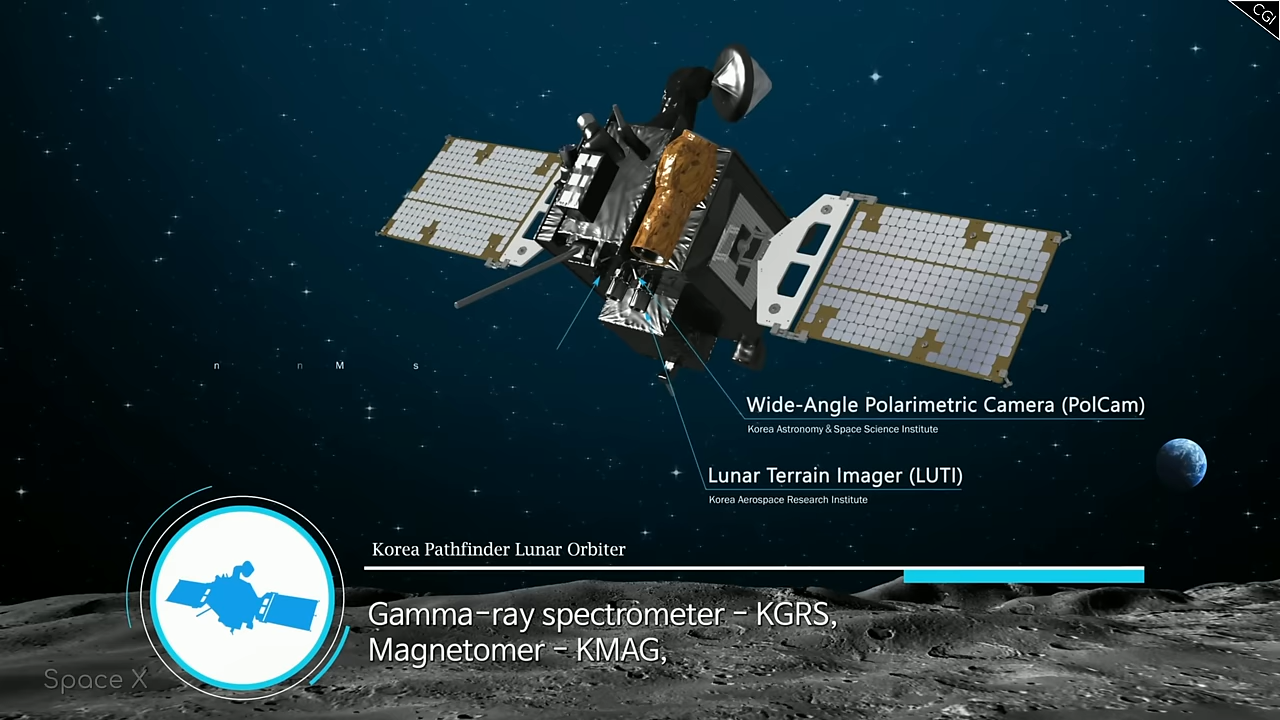 CGI
n n M s
Wide-Angle Polarimetric Camera (PolCam)
Korea Astronomy & Space Science Institute
Lunar Terrain Imager (LUTI)
Korea Aerospace Research Institute
Korea Pathfinder Lunar Orbiter
Gamma-ray spectrometer - KGRS,
Magnetomer - KMAG,
Space X